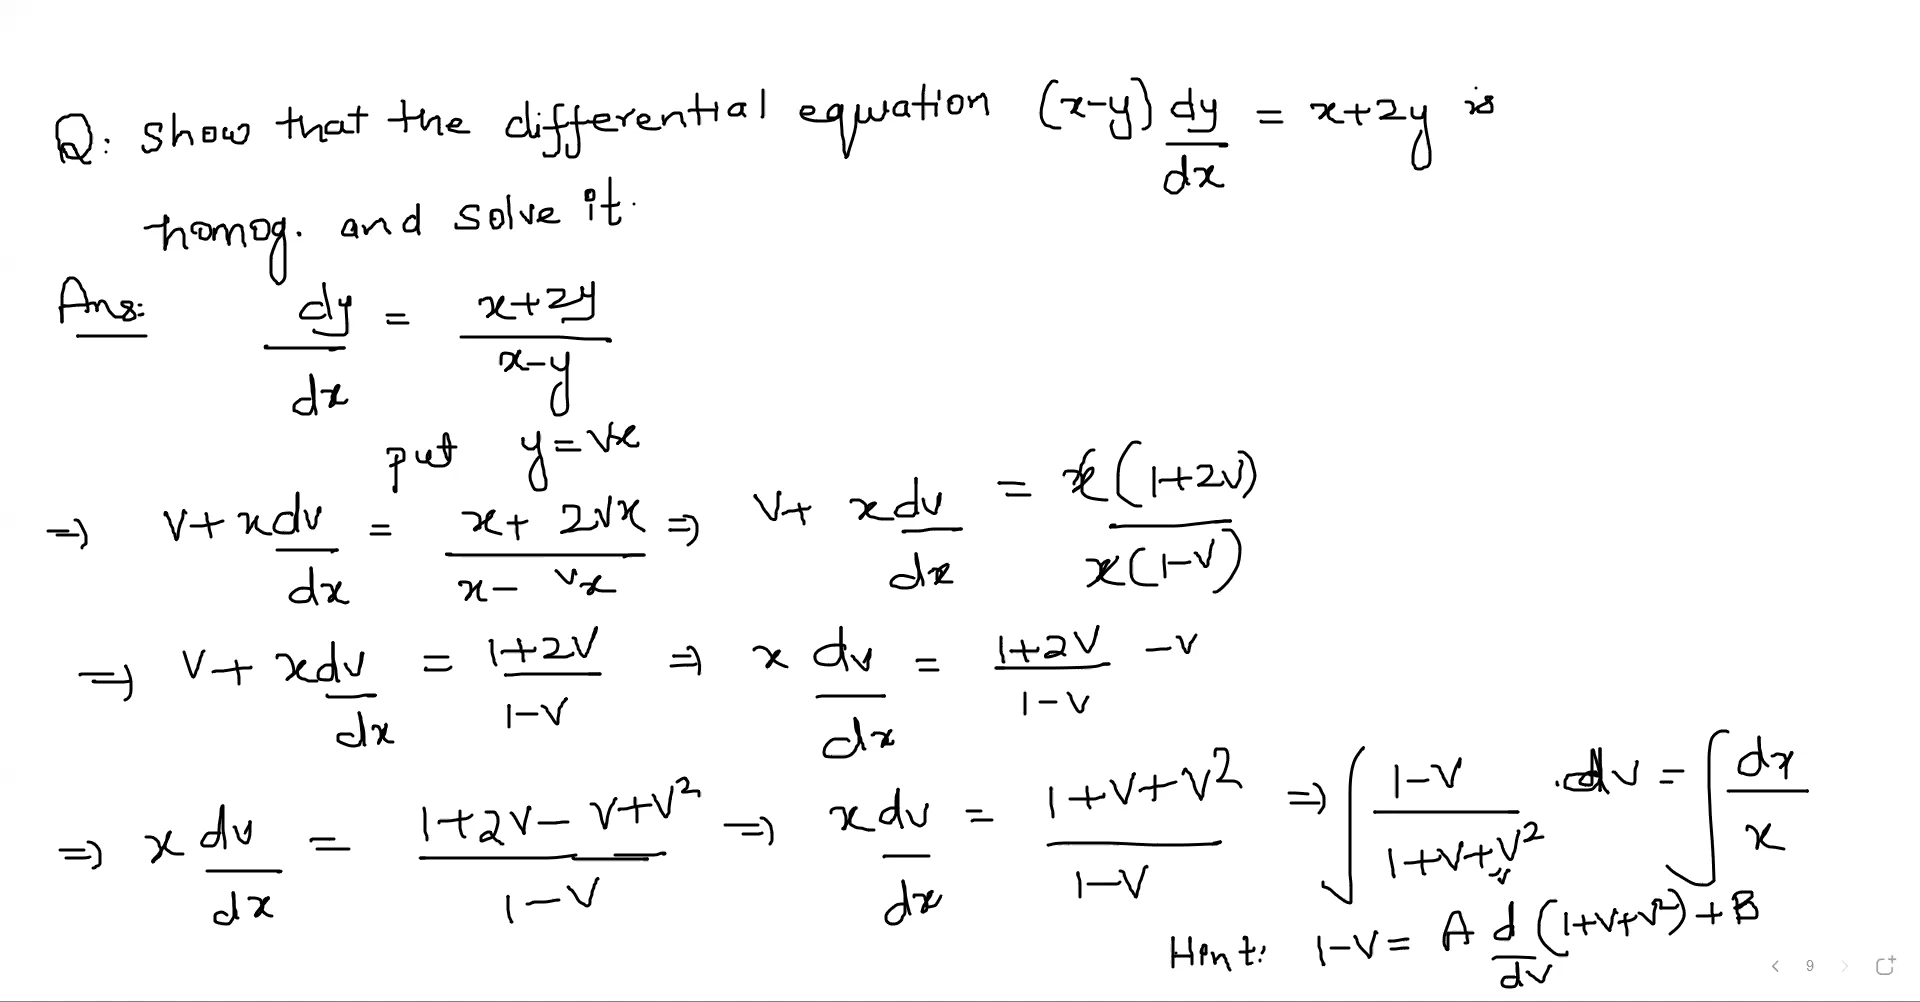 Q: show that the differential equation (x-y) dy/dx = x+2y is
homog. and solve it.
Ans: dy/dx = (x+2y)/(x-y)
put y=vx
=> v+x dv/dx = (x+2vx)/(x-vx) => v+ x dv/dx = x(1+2v)/x(1-v)
=> v+ x dv/dx = (1+2v)/(1-v) => x dv/dx = (1+2v)/(1-v) -v
=> x dv/dx = (1+2v-v+v²)/(1-v) => x dv/dx = (1+v+v²)/(1-v) => ∫ (1-v)/(1+v+v²) .dv = ∫ dx/x
Hint: 1-v= A d/dv (1+v+v²)+B
9